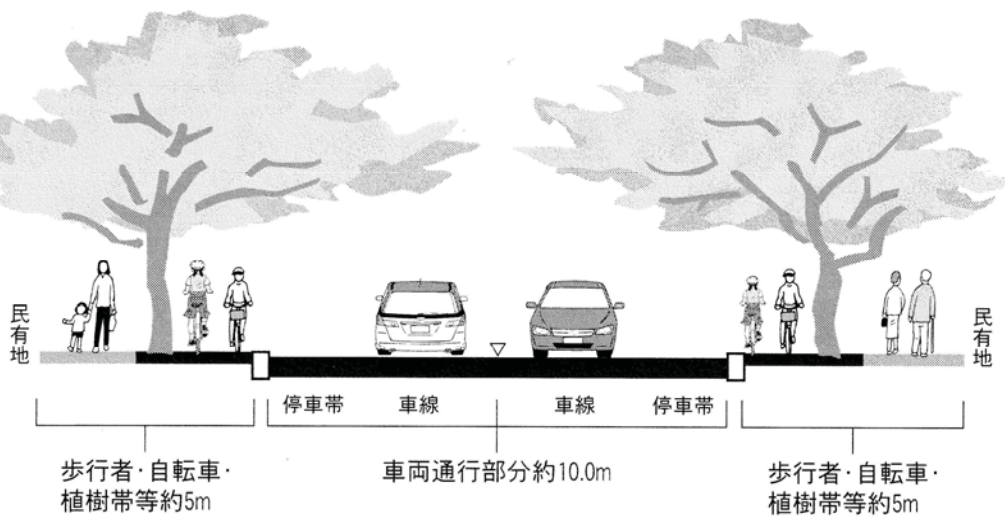 民有地
民有地
停車帯
車線
車線
停車帯
歩行者・自転車・
植樹帯等約5m
車両通行部分約10.0m
歩行者・自転車・
植樹帯等約5m